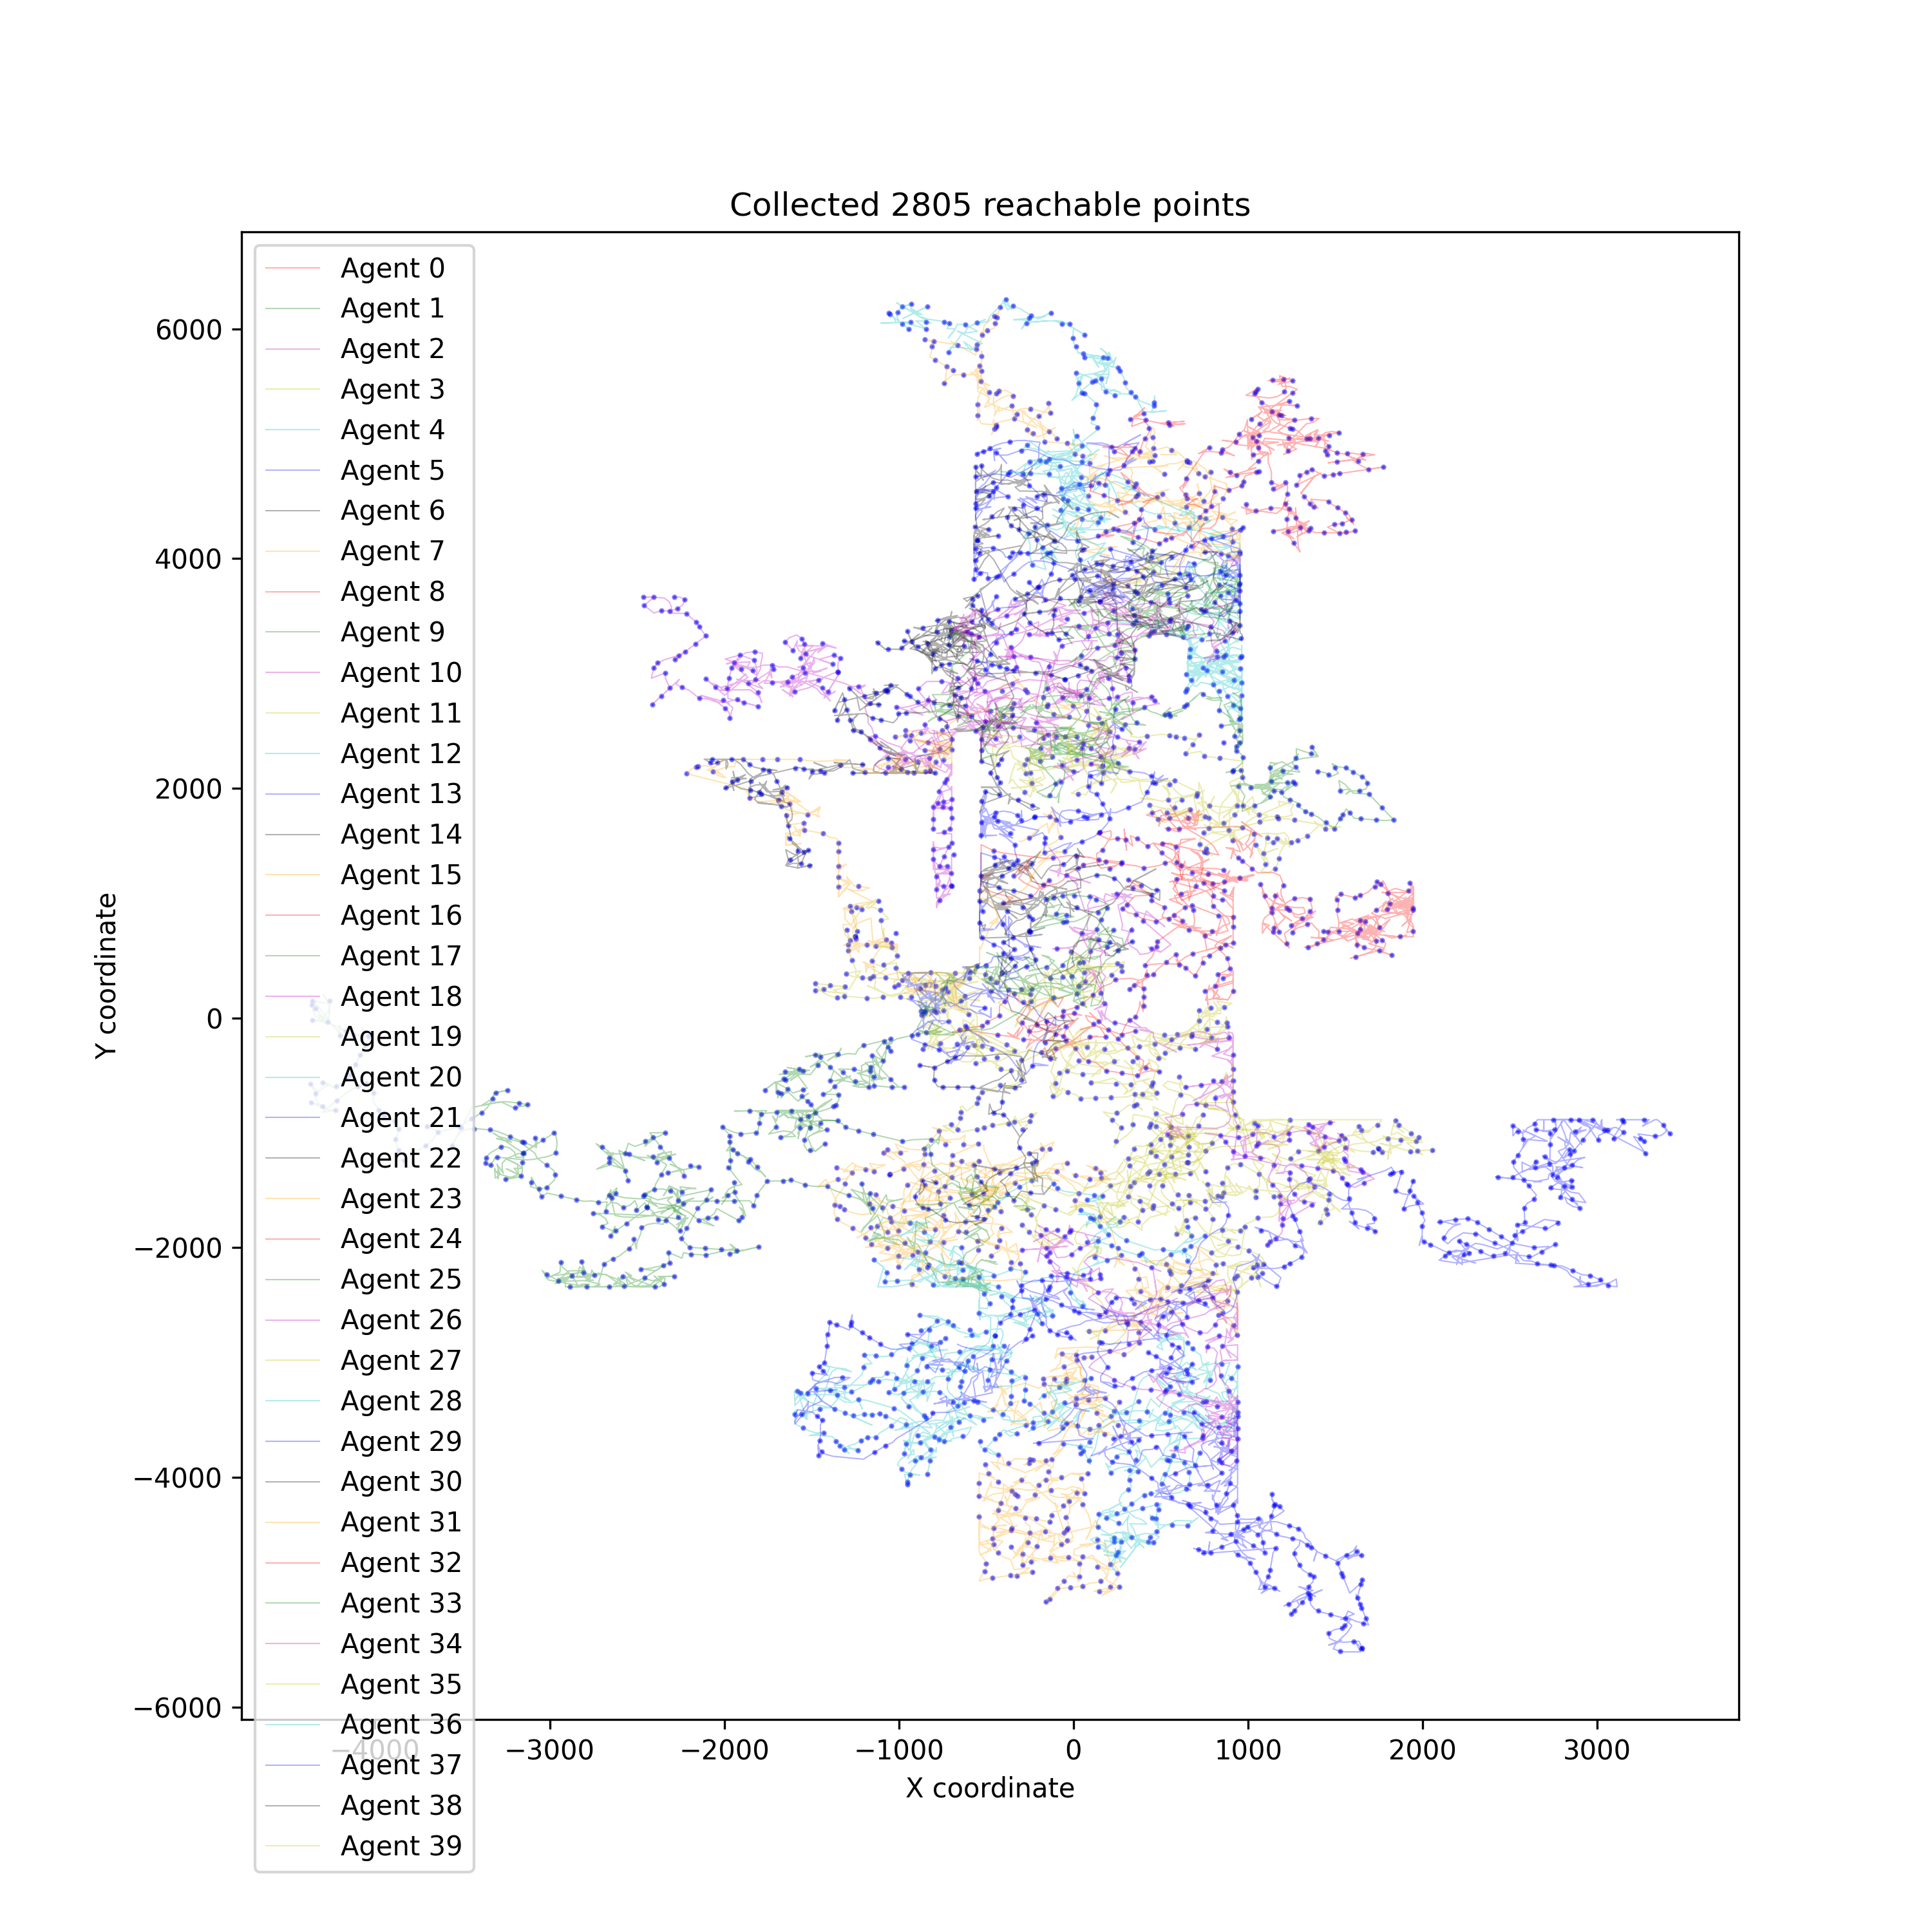 Collected 2805 reachable points
Agent 0
Agent 1
Agent 2
Agent 3
Agent 4
Agent 5
Agent 6
Agent 7
Agent 8
Agent 9
Agent 10
Agent 11
Agent 12
Agent 13
Agent 14
Agent 15
Agent 16
Agent 17
Agent 18
Agent 19
Agent 20
Agent 21
Agent 22
Agent 23
Agent 24
Agent 25
Agent 26
Agent 27
Agent 28
Agent 29
Agent 30
Agent 31
Agent 32
Agent 33
Agent 34
Agent 35
Agent 36
Agent 37
Agent 38
Agent 39
6000
4000
2000
0
−2000
−4000
−6000
Y coordinate
−4000 −3000 −2000 −1000 0 1000 2000 3000
X coordinate